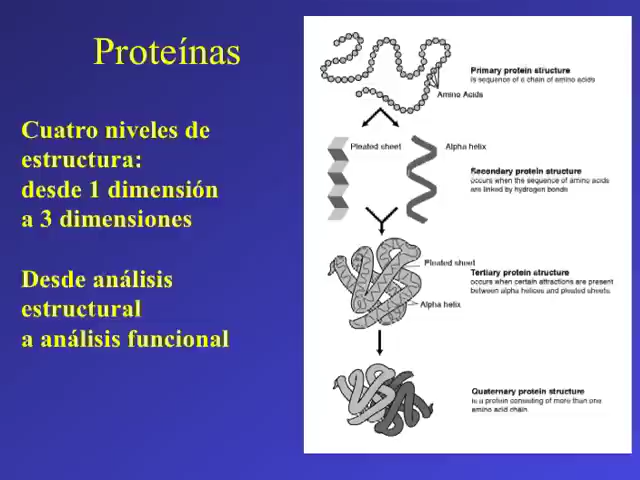 Proteínas
Cuatro niveles de
estructura:
desde 1 dimensión
a 3 dimensiones
Desde análisis
estructural
a análisis funcional
Primary protein structure
is sequence of a chain of amino acids
Amino Acids
Pleated sheet
Alpha helix
Secondary protein structure
occurs when the sequence of amino acids
are linked by hydrogen bonds
Pleated sheet
Alpha helix
Tertiary protein structure
occurs when certain attractions are present
between alpha helices and pleated sheets.
Quaternary protein structure
is a protein consisting of more than one
amino acid chain.